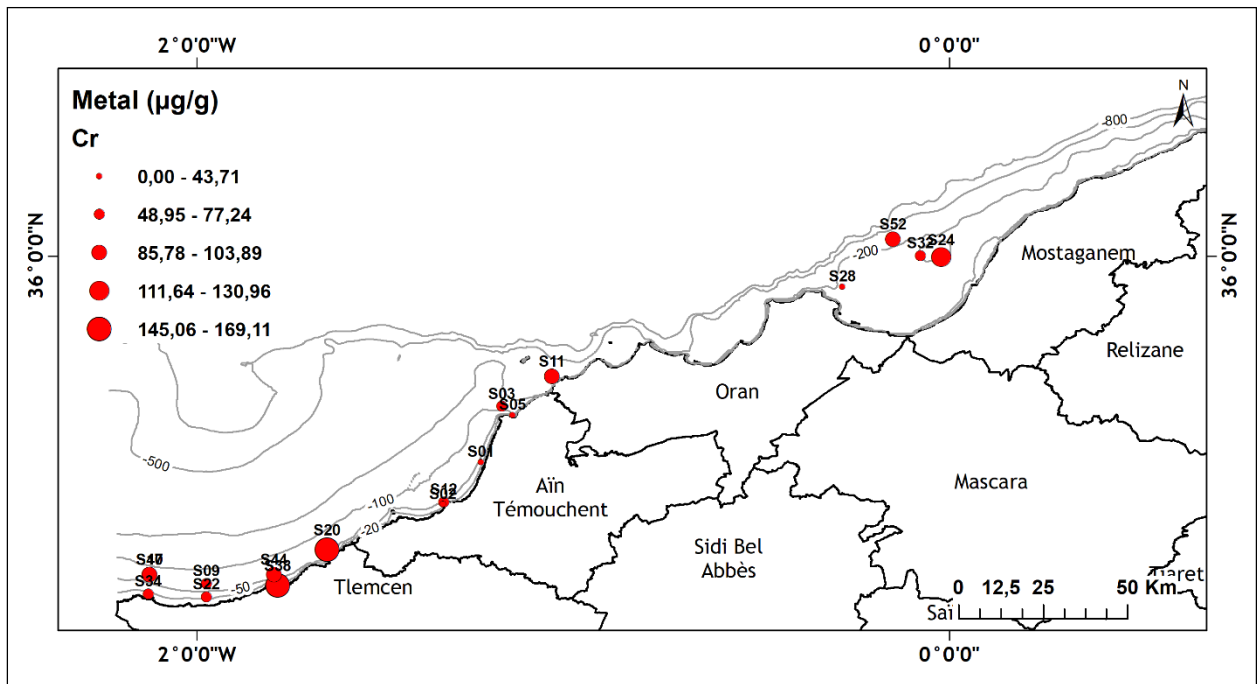 2°0'0"W
0°0'0"
Metal (µg/g)
Cr
0,00 - 43,71
48,95 - 77,24
85,78 - 103,89
111,64 - 130,96
145,06 - 169,11
N
-800
S52
-200
S32
S24
Mostaganem
36°0'0"N
36°0'0"N
S28
Relizane
S11
Oran
S03
S05
-500
S01
Mascara
Aïn
Témouchent
S12
S02
-100
-20
S20
Sidi Bel
Abbès
S44
S38
S09
S22
S34
-50
Tlemcen
0 12,5 25 50 Km
2°0'0"W
0°0'0"